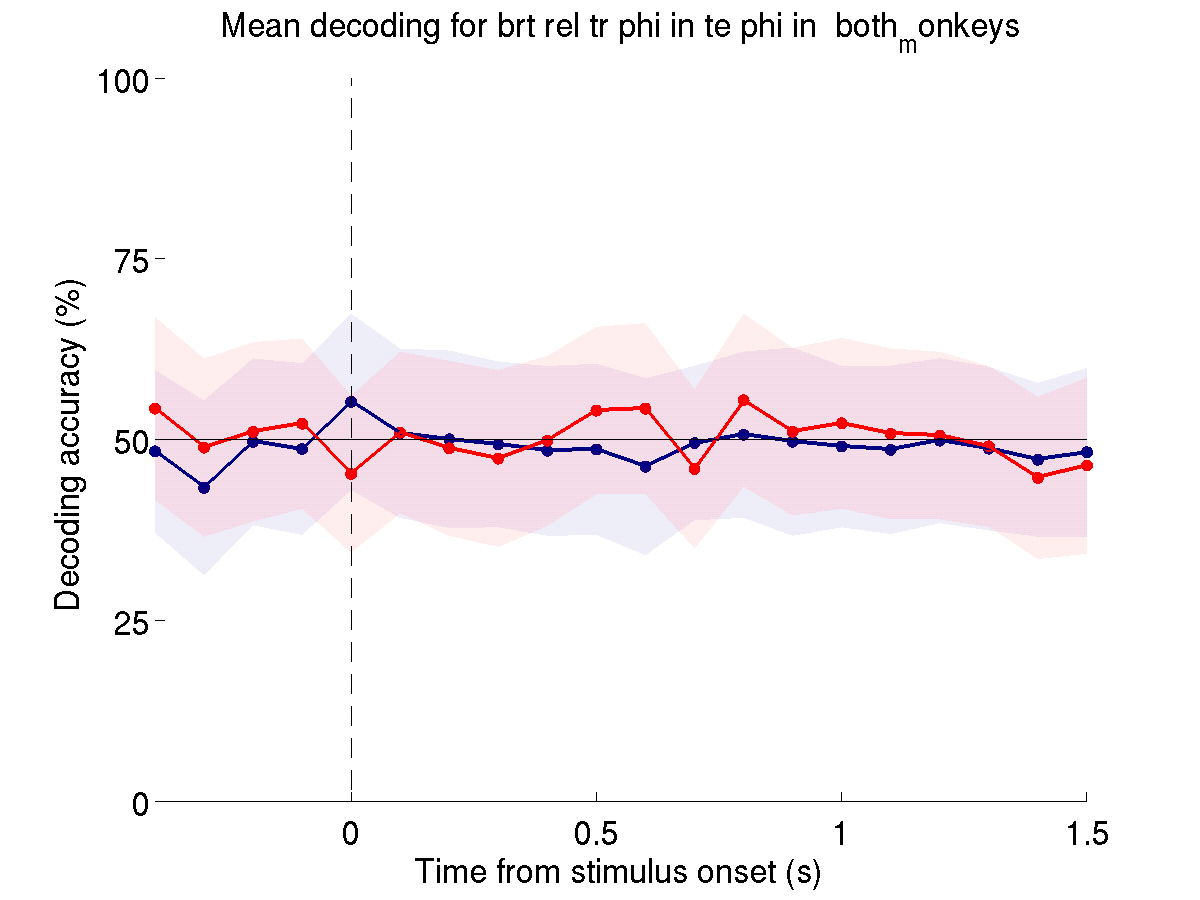 Mean decoding for brt rel tr phi in te phi in  both_monkeys
100
75
50
25
0
Decoding accuracy (%)
0 0.5 1 1.5
Time from stimulus onset (s)